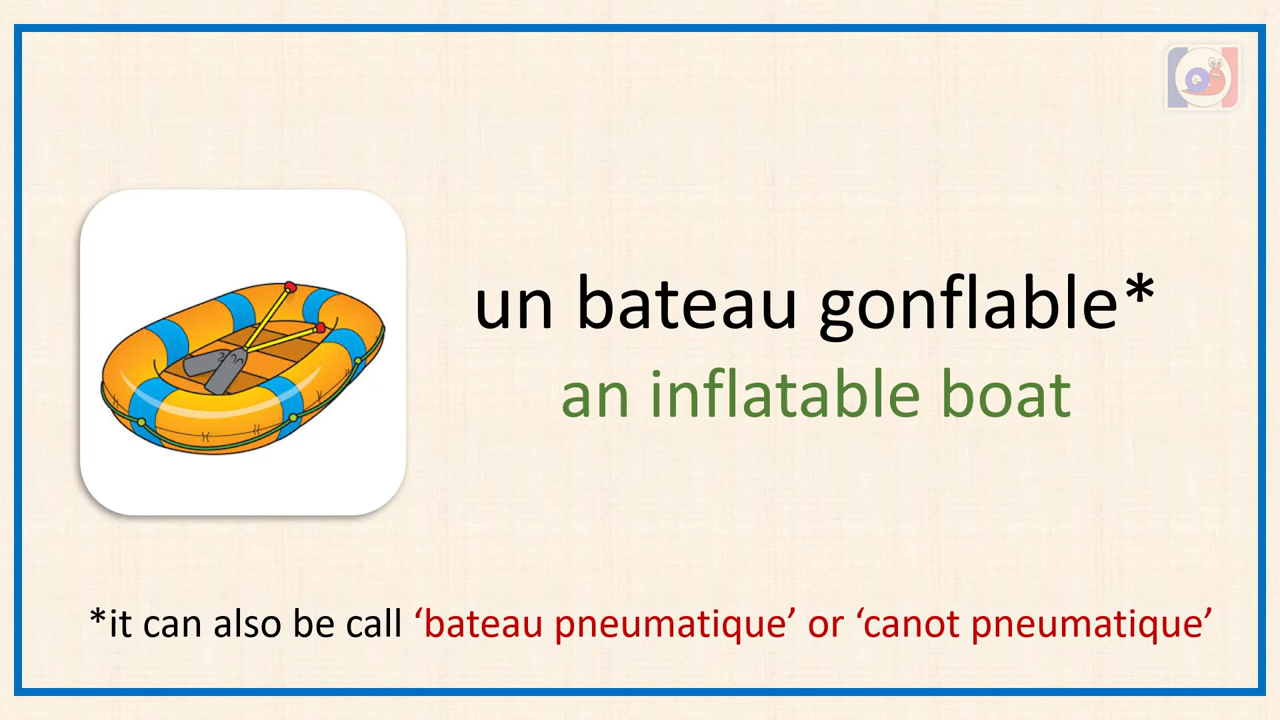 un bateau gonflable*
an inflatable boat
*it can also be call ‘bateau pneumatique’ or ‘canot pneumatique’